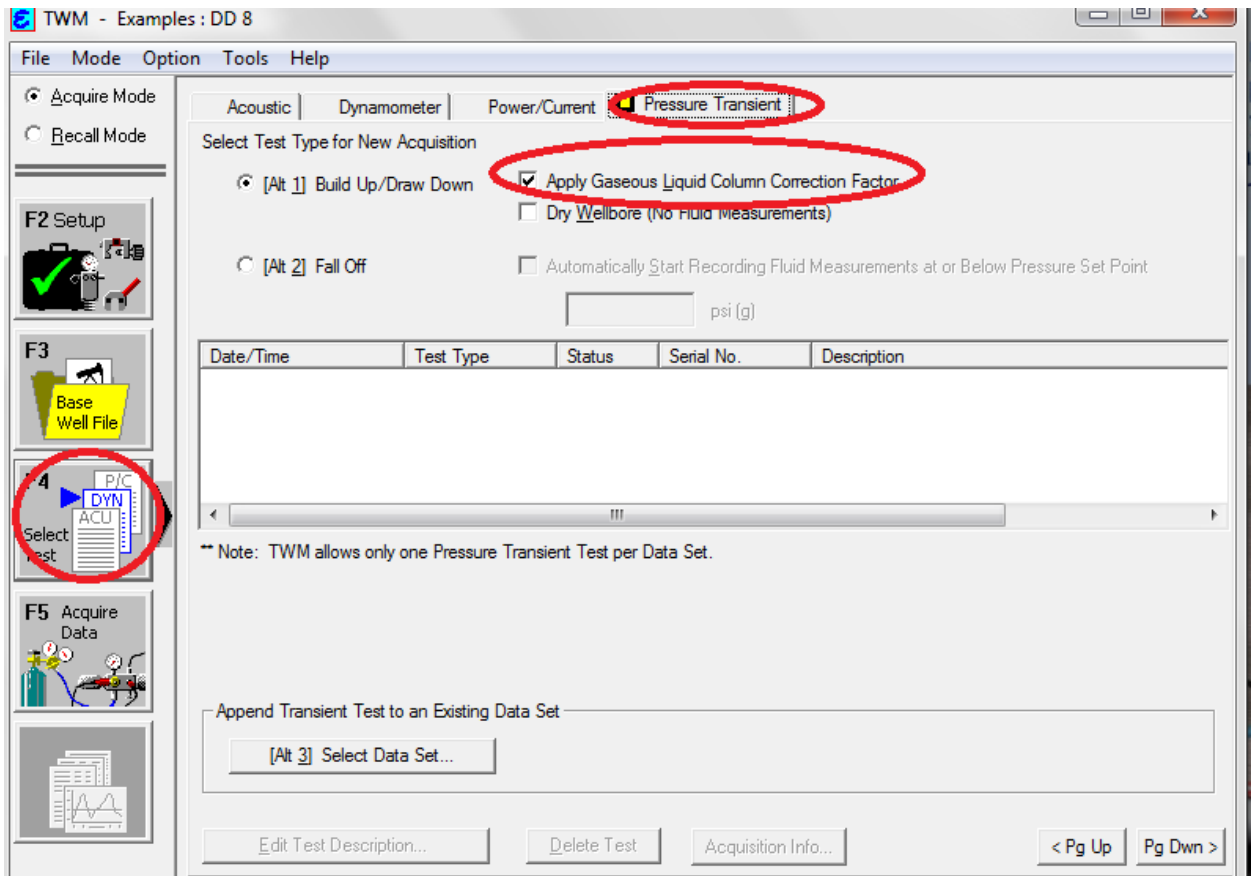 TWM - Examples : DD 8
File Mode Option Tools Help
Acquire Mode
Recall Mode
F2 Setup
F3
Base
Well File
F4
P/C
DYN
ACU
Select
Test
F5 Acquire
Data
Acoustic Dynamometer Power/Current Pressure Transient
Select Test Type for New Acquisition
[Alt 1] Build Up/Draw Down
Apply Gaseous Liquid Column Correction Factor
Dry Wellbore (No Fluid Measurements)
[Alt 2] Fall Off
Automatically Start Recording Fluid Measurements at or Below Pressure Set Point
psi (g)
Date/Time Test Type Status Serial No. Description
** Note: TWM allows only one Pressure Transient Test per Data Set.
Append Transient Test to an Existing Data Set
[Alt 3] Select Data Set...
Edit Test Description... Delete Test Acquisition Info... < Pg Up Pg Dwn >